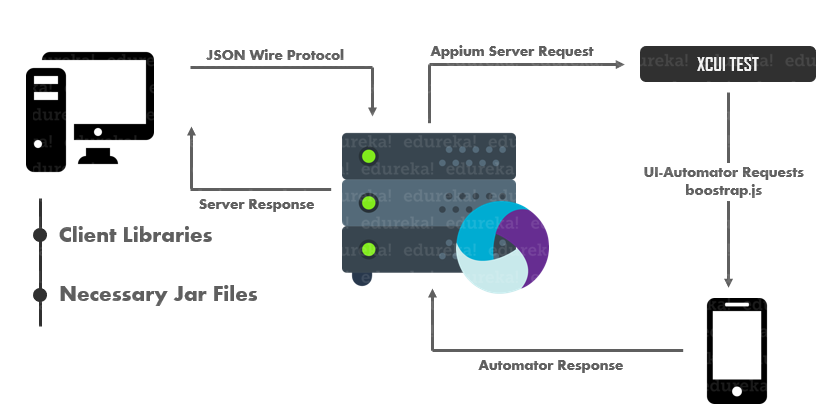 JSON Wire Protocol
Appium Server Request
XCUI TEST
edureka!
UI-Automator Requests
boostrap.js
Server Response
Client Libraries
Necessary Jar Files
Automator Response